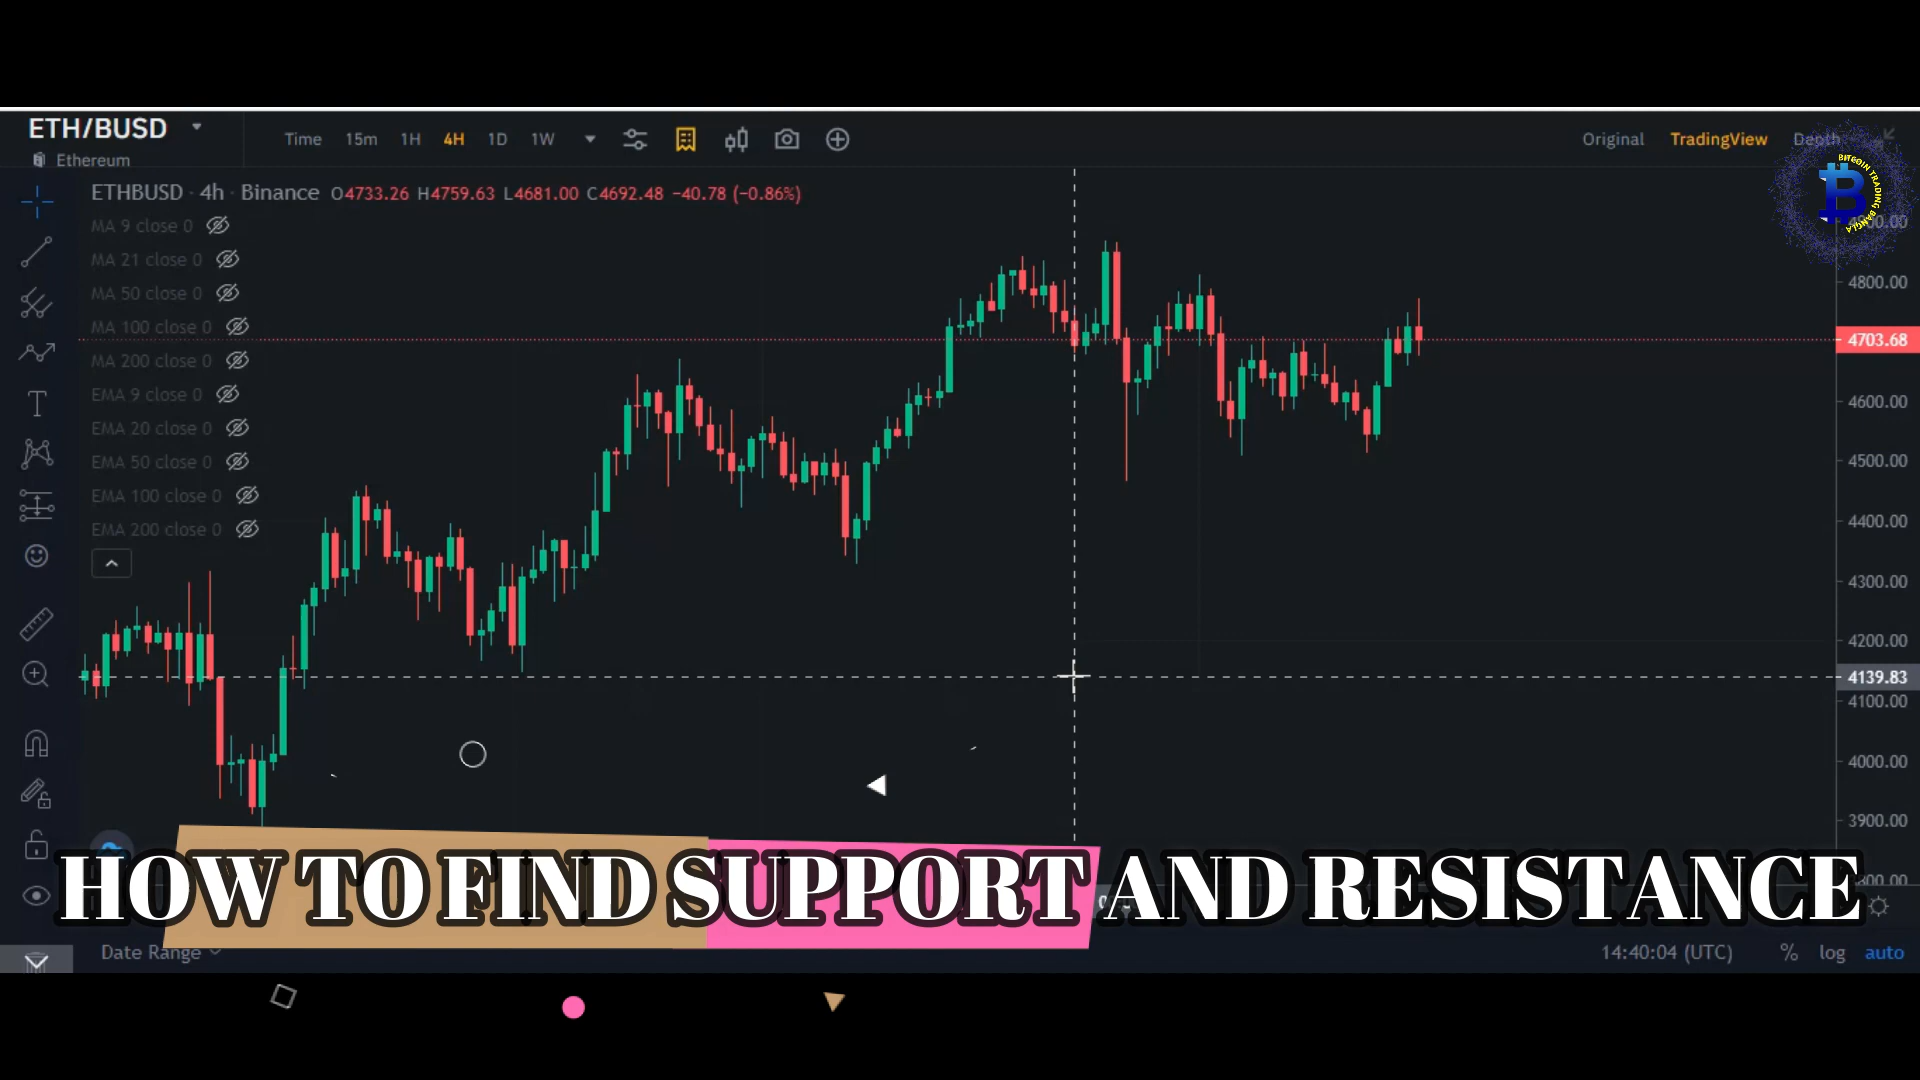 ETH/BUSD
Ethereum
Time 15m 1H 4H 1D 1W
Original TradingView Depth
BITCOIN TRADING BANGLA
ETHBUSD · 4h · Binance O4733.26 H4759.63 L4681.00 C4692.48 −40.78 (−0.86%)
MA 9 close 0
MA 21 close 0
MA 50 close 0
MA 100 close 0
MA 200 close 0
EMA 9 close 0
EMA 20 close 0
EMA 50 close 0
EMA 100 close 0
EMA 200 close 0
4900.00
4800.00
4703.68
4600.00
4500.00
4400.00
4300.00
4200.00
4139.83
4100.00
4000.00
3900.00
HOW TO FIND SUPPORT AND RESISTANCE
Date Range
14:40:04 (UTC) % log auto